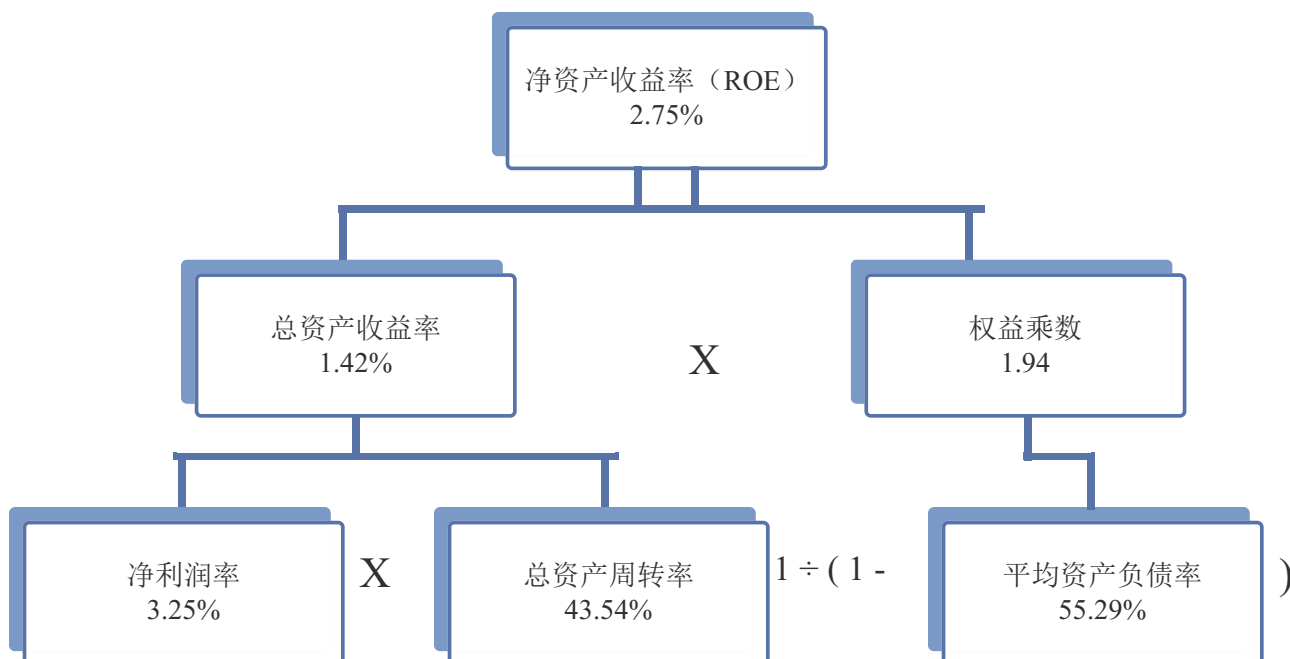 净资产收益率（ROE）
2.75%
总资产收益率
1.42%
X
权益乘数
1.94
净利润率
3.25%
X
总资产周转率
43.54%
1 ÷ ( 1 -
平均资产负债率
55.29%
)